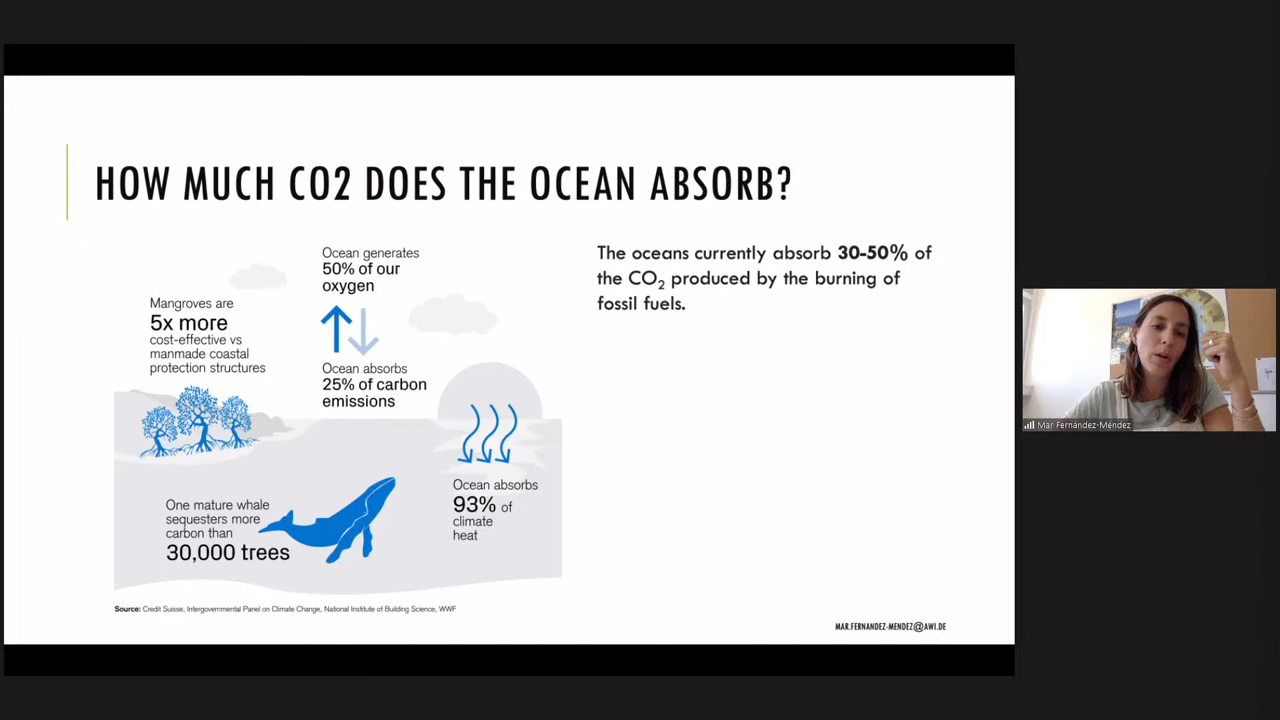 HOW MUCH CO2 DOES THE OCEAN ABSORB?
Ocean generates
50% of our
oxygen
Mangroves are
5x more
cost-effective vs
manmade coastal
protection structures
Ocean absorbs
25% of carbon
emissions
Ocean absorbs
93% of
climate
heat
One mature whale
sequesters more
carbon than
30,000 trees
Source: Credit Suisse, Intergovernmental Panel on Climate Change, National Institute of Building Science, WWF
The oceans currently absorb 30-50% of
the CO₂ produced by the burning of
fossil fuels.
MAR.FERNANDEZ-MENDEZ@AWI.DE
Mar Fernández-Méndez